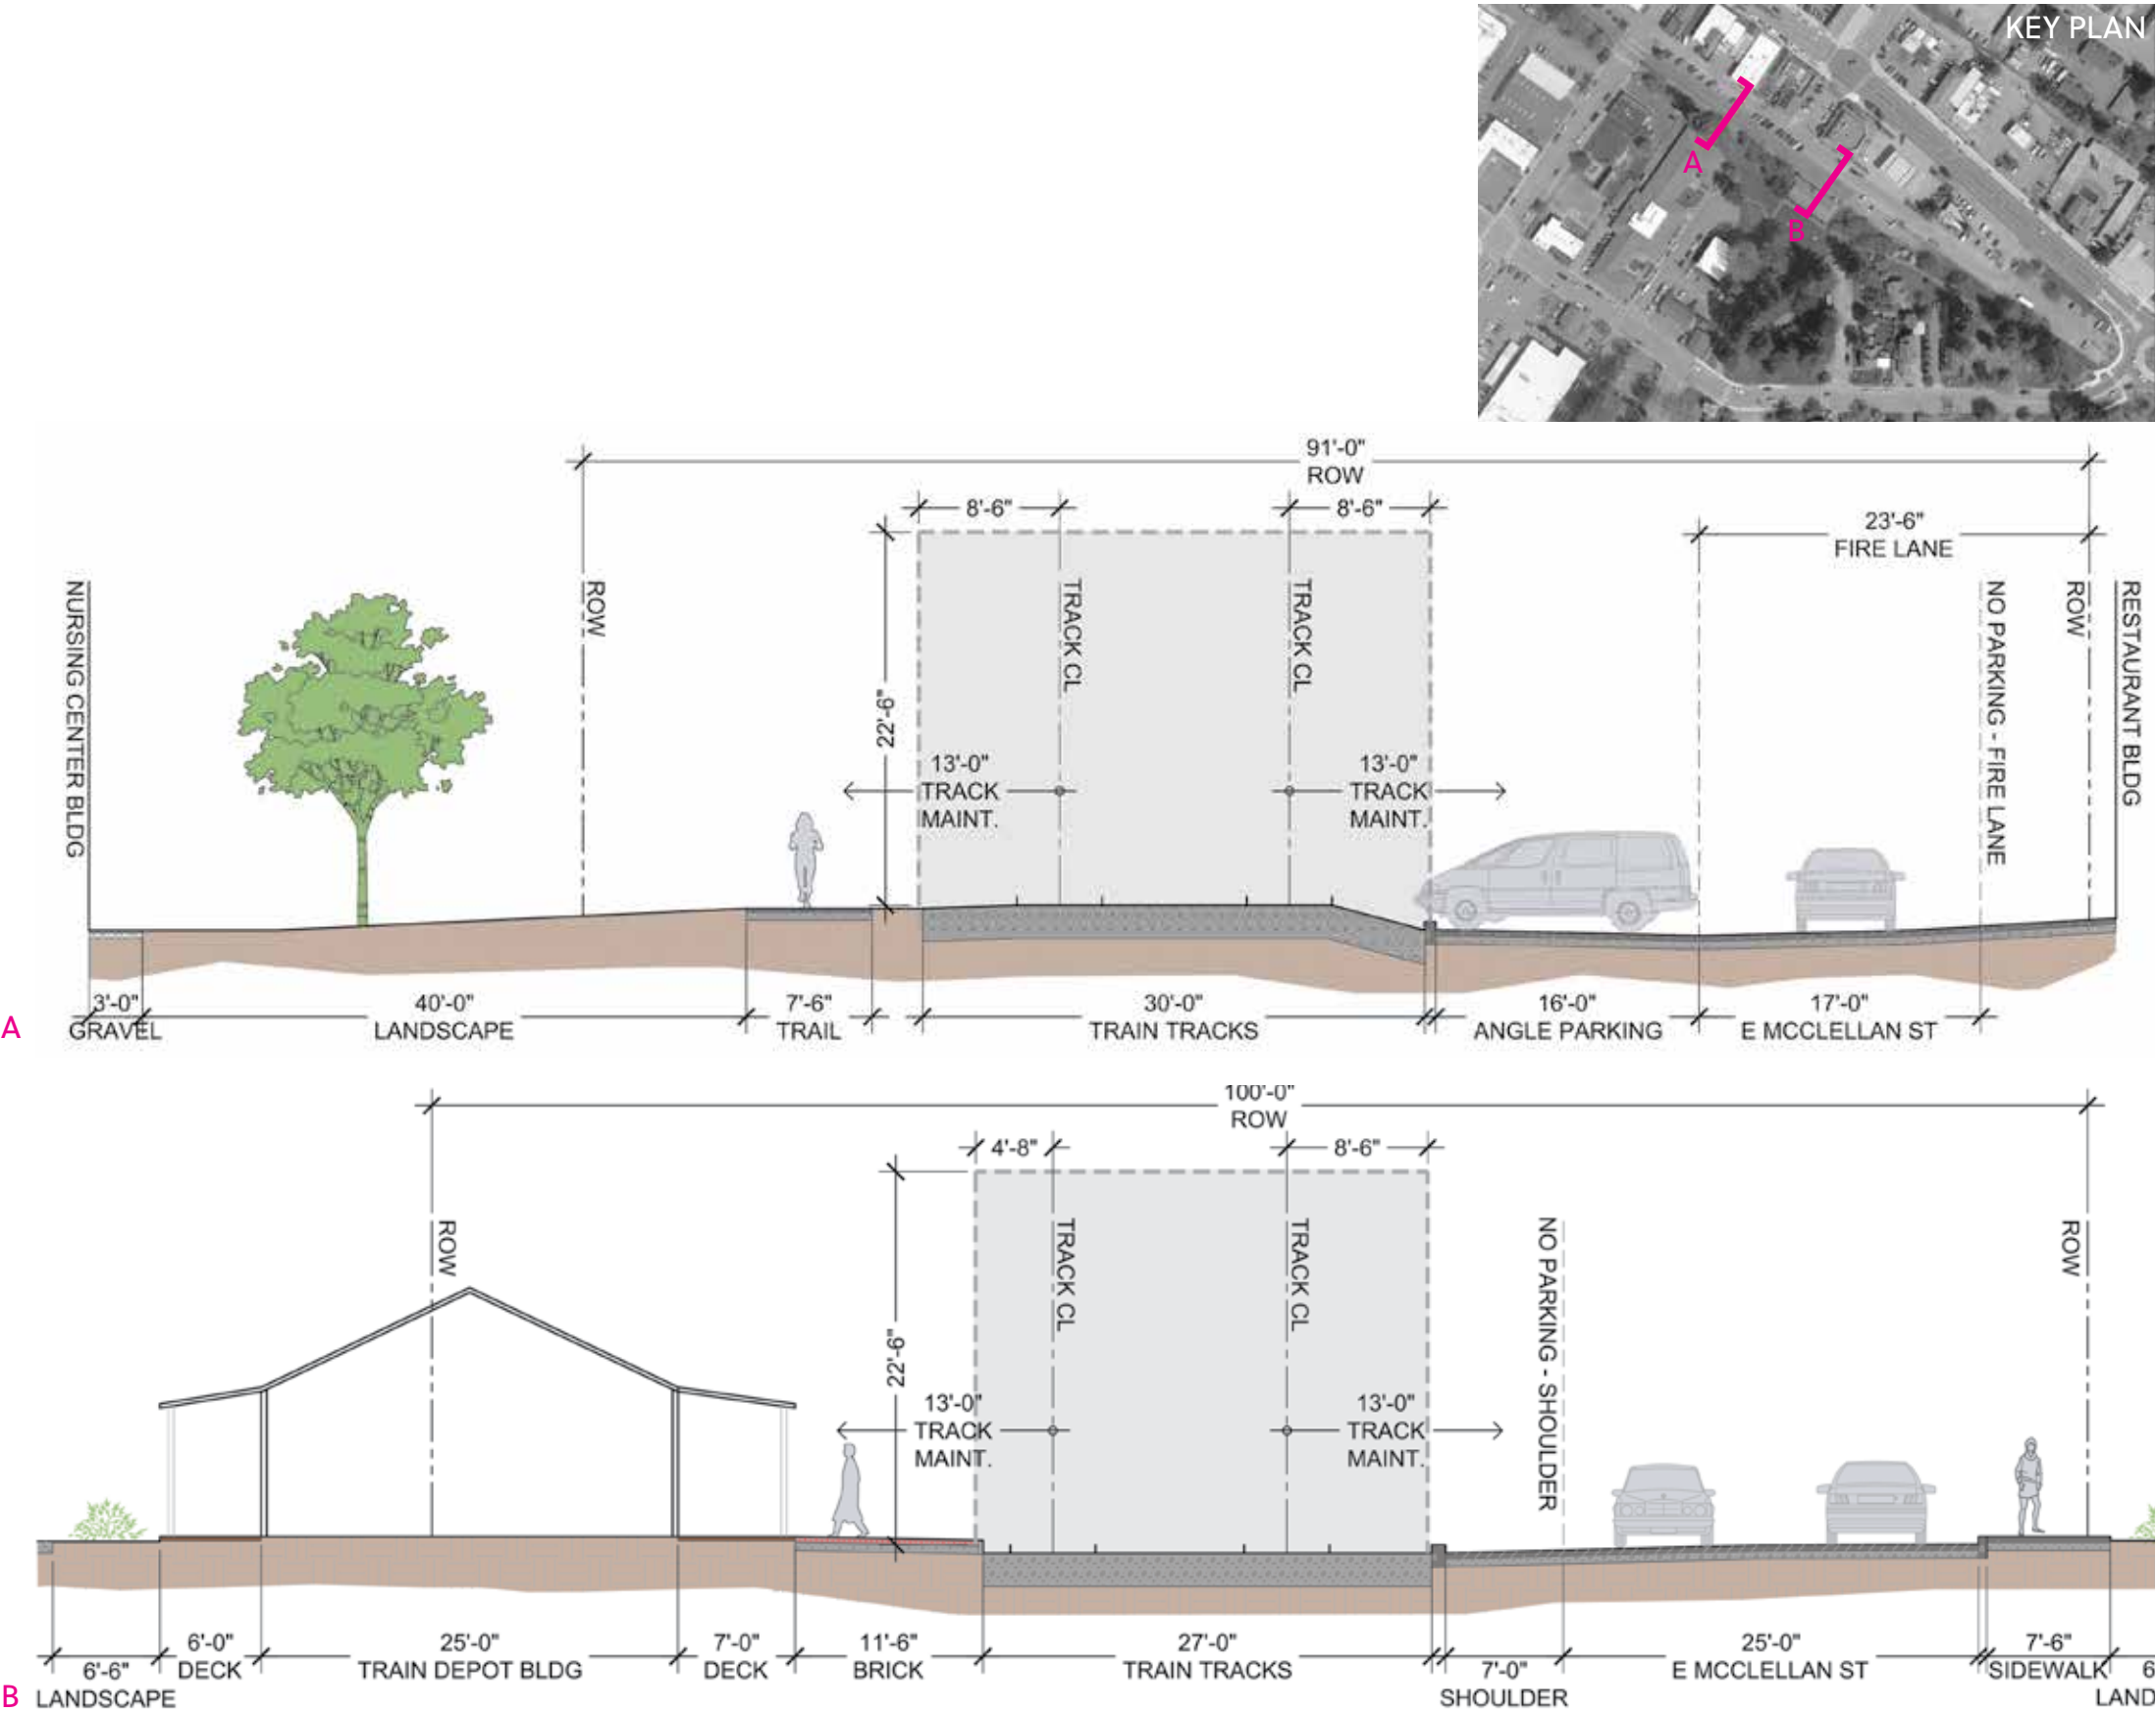 KEY PLAN
A
B
91'-0"
ROW
8'-6"
8'-6"
23'-6"
FIRE LANE
NURSING CENTER BLDG
ROW
TRACK CL
TRACK CL
NO PARKING - FIRE LANE
ROW
RESTAURANT BLDG
22'-6"
13'-0"
TRACK
MAINT.
13'-0"
TRACK
MAINT.
A
3'-0"
GRAVEL
40'-0"
LANDSCAPE
7'-6"
TRAIL
30'-0"
TRAIN TRACKS
16'-0"
ANGLE PARKING
17'-0"
E MCCLELLAN ST
100'-0"
ROW
4'-8"
8'-6"
ROW
TRACK CL
TRACK CL
NO PARKING - SHOULDER
ROW
22'-6"
13'-0"
TRACK
MAINT.
13'-0"
TRACK
MAINT.
B
6'-6"
LANDSCAPE
6'-0"
DECK
25'-0"
TRAIN DEPOT BLDG
7'-0"
DECK
11'-6"
BRICK
27'-0"
TRAIN TRACKS
7'-0"
SHOULDER
25'-0"
E MCCLELLAN ST
7'-6"
SIDEWALK
6
LAND